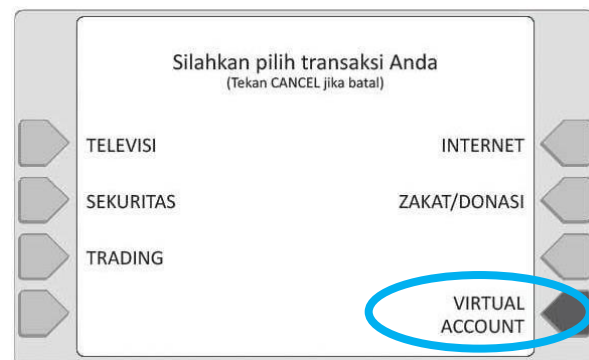 Silahkan pilih transaksi Anda
(Tekan CANCEL jika batal)
TELEVISI
INTERNET
SEKURITAS
ZAKAT/DONASI
TRADING
VIRTUAL
ACCOUNT